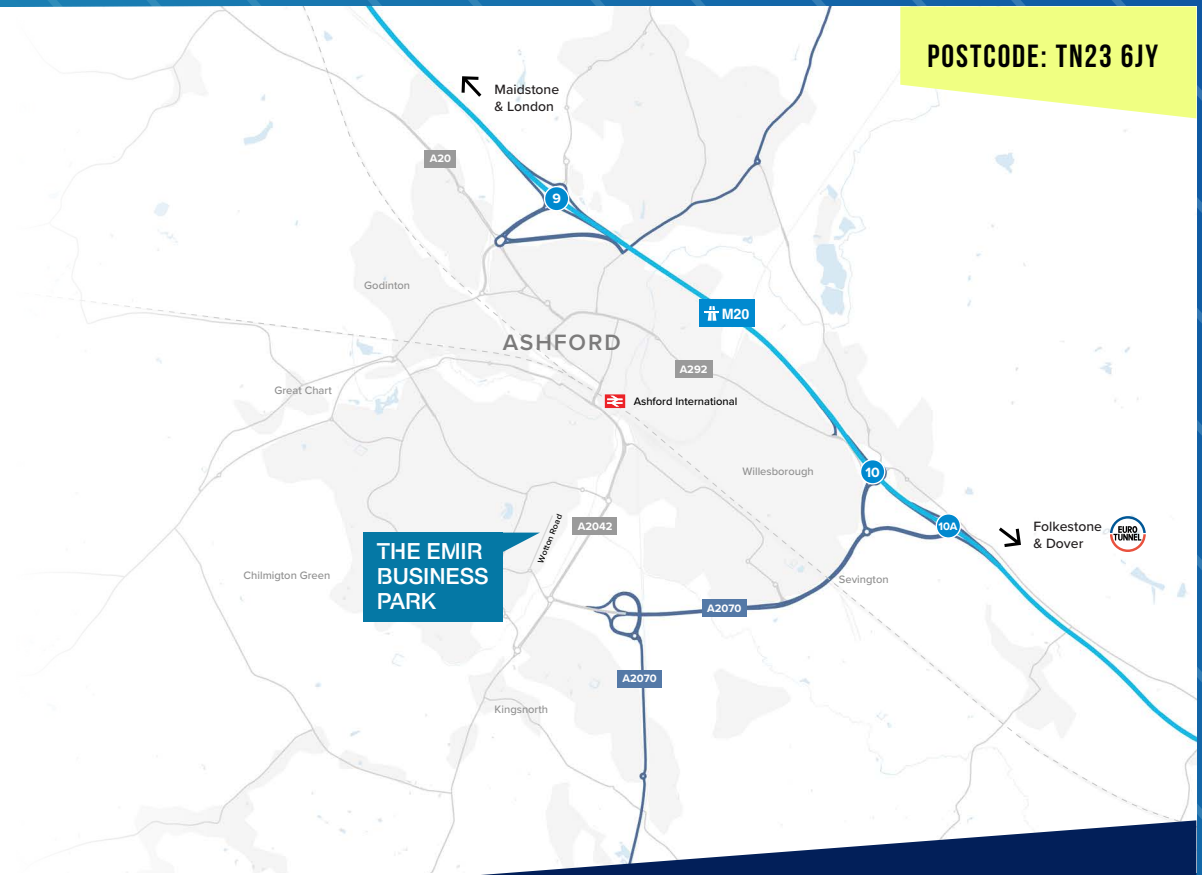 POSTCODE: TN23 6JY
Maidstone
& London
A20
9
Godinton
M20
ASHFORD
A292
Great Chart
Ashford International
Willesborough
10
A2042
Wotton Road
10A
Folkestone
& Dover
EURO
TUNNEL
THE EMIR
BUSINESS
PARK
Chilmigton Green
Sevington
A2070
A2070
Kingsnorth